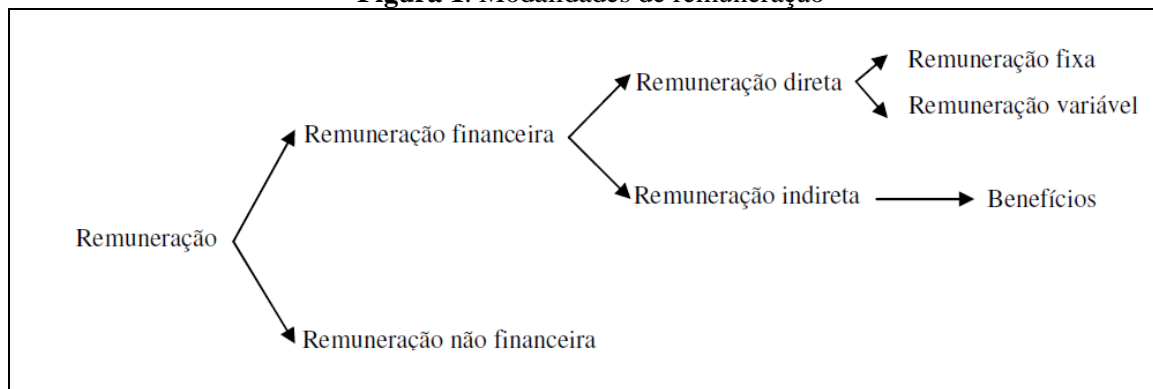 Figura 1. Modalidades de remuneração
Remuneração fixa
Remuneração direta
Remuneração variável
Remuneração financeira
Remuneração indireta
Benefícios
Remuneração
Remuneração não financeira